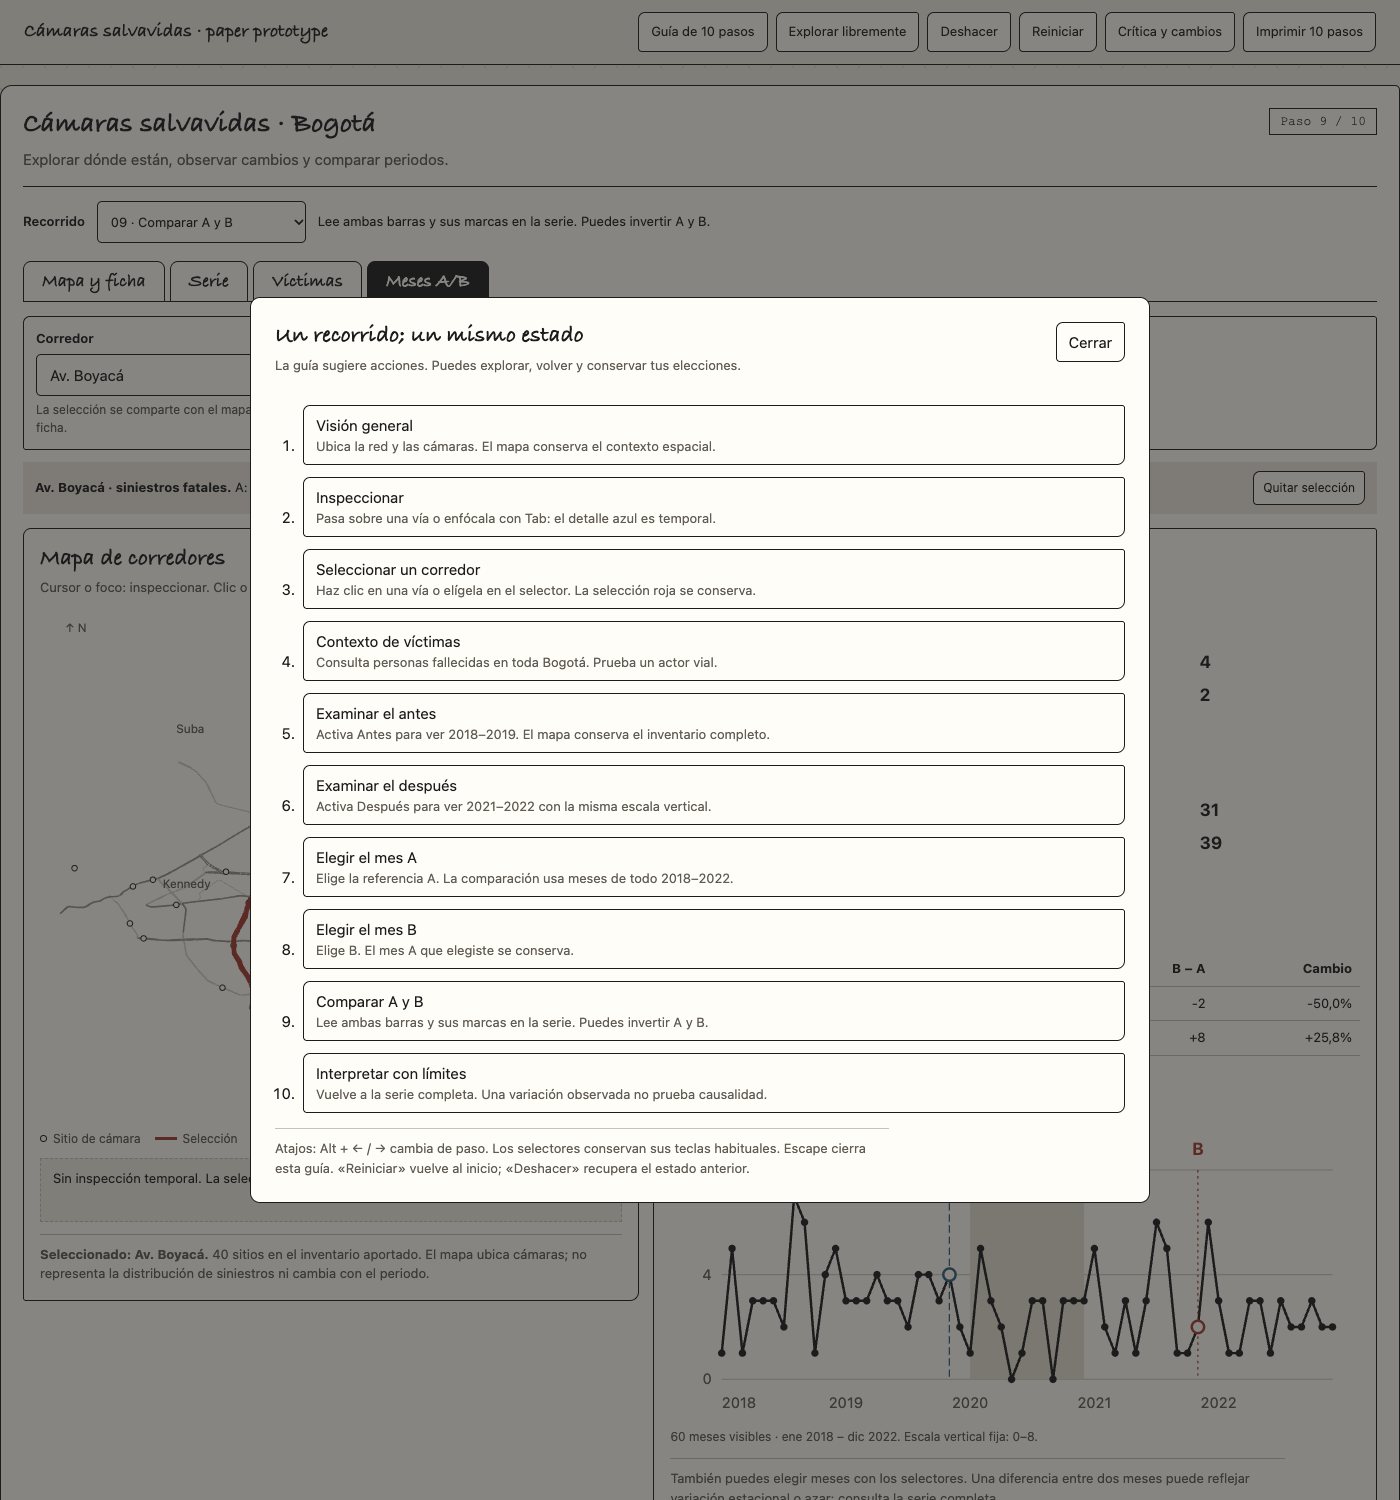 Cámaras salvavidas · paper prototype
Guía de 10 pasos
Explorar libremente
Deshacer
Reiniciar
Crítica y cambios
Imprimir 10 pasos
Cámaras salvavidas · Bogotá
Paso 9 / 10
Explorar dónde están, observar cambios y comparar periodos.
Recorrido
09 · Comparar A y B
Lee ambas barras y sus marcas en la serie. Puedes invertir A y B.
Mapa y ficha
Serie
Víctimas
Meses A/B
Corredor
Av. Boyacá
La selección se comparte con el mapa
ficha.
Av. Boyacá · siniestros fatales. A:
Quitar selección
Mapa de corredores
Cursor o foco: inspeccionar. Clic o
↑ N
Suba
Kennedy
Sitio de cámara
Selección
Sin inspección temporal. La selec
Seleccionado: Av. Boyacá. 40 sitios en el inventario aportado. El mapa ubica cámaras; no
representa la distribución de siniestros ni cambia con el periodo.
Un recorrido; un mismo estado
Cerrar
La guía sugiere acciones. Puedes explorar, volver y conservar tus elecciones.
1. Visión general
Ubica la red y las cámaras. El mapa conserva el contexto espacial.
2. Inspeccionar
Pasa sobre una vía o enfócala con Tab: el detalle azul es temporal.
3. Seleccionar un corredor
Haz clic en una vía o elígela en el selector. La selección roja se conserva.
4. Contexto de víctimas
Consulta personas fallecidas en toda Bogotá. Prueba un actor vial.
5. Examinar el antes
Activa Antes para ver 2018–2019. El mapa conserva el inventario completo.
6. Examinar el después
Activa Después para ver 2021–2022 con la misma escala vertical.
7. Elegir el mes A
Elige la referencia A. La comparación usa meses de todo 2018–2022.
8. Elegir el mes B
Elige B. El mes A que elegiste se conserva.
9. Comparar A y B
Lee ambas barras y sus marcas en la serie. Puedes invertir A y B.
10. Interpretar con límites
Vuelve a la serie completa. Una variación observada no prueba causalidad.
Atajos: Alt + ← / → cambia de paso. Los selectores conservan sus teclas habituales. Escape cierra
esta guía. «Reiniciar» vuelve al inicio; «Deshacer» recupera el estado anterior.
4
2
31
39
B – A
Cambio
-2
-50,0%
+8
+25,8%
B
4
0
2018
2019
2020
2021
2022
60 meses visibles · ene 2018 – dic 2022. Escala vertical fija: 0–8.
También puedes elegir meses con los selectores. Una diferencia entre dos meses puede reflejar
variación estacional o azar; consulta la serie completa.